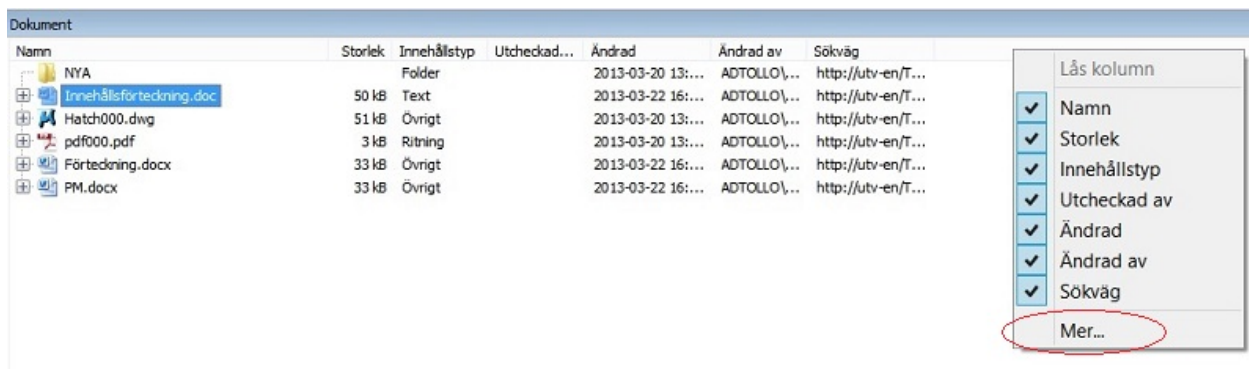 Dokument
Namn Storlek Innehållstyp Utcheckad... Ändrad Ändrad av Sökväg
NYA Folder 2013-03-20 13:... ADTOLLO\... http://utv-en/T...
Innehållsförteckning.doc 50 kB Text 2013-03-22 16:... ADTOLLO\... http://utv-en/T...
Hatch000.dwg 51 kB Övrigt 2013-03-20 13:... ADTOLLO\... http://utv-en/T...
pdf000.pdf 3 kB Ritning 2013-03-20 13:... ADTOLLO\... http://utv-en/T...
Förteckning.docx 33 kB Övrigt 2013-03-22 16:... ADTOLLO\... http://utv-en/T...
PM.docx 33 kB Övrigt 2013-03-22 16:... ADTOLLO\... http://utv-en/T...
Lås kolumn
Namn
Storlek
Innehållstyp
Utcheckad av
Ändrad
Ändrad av
Sökväg
Mer...